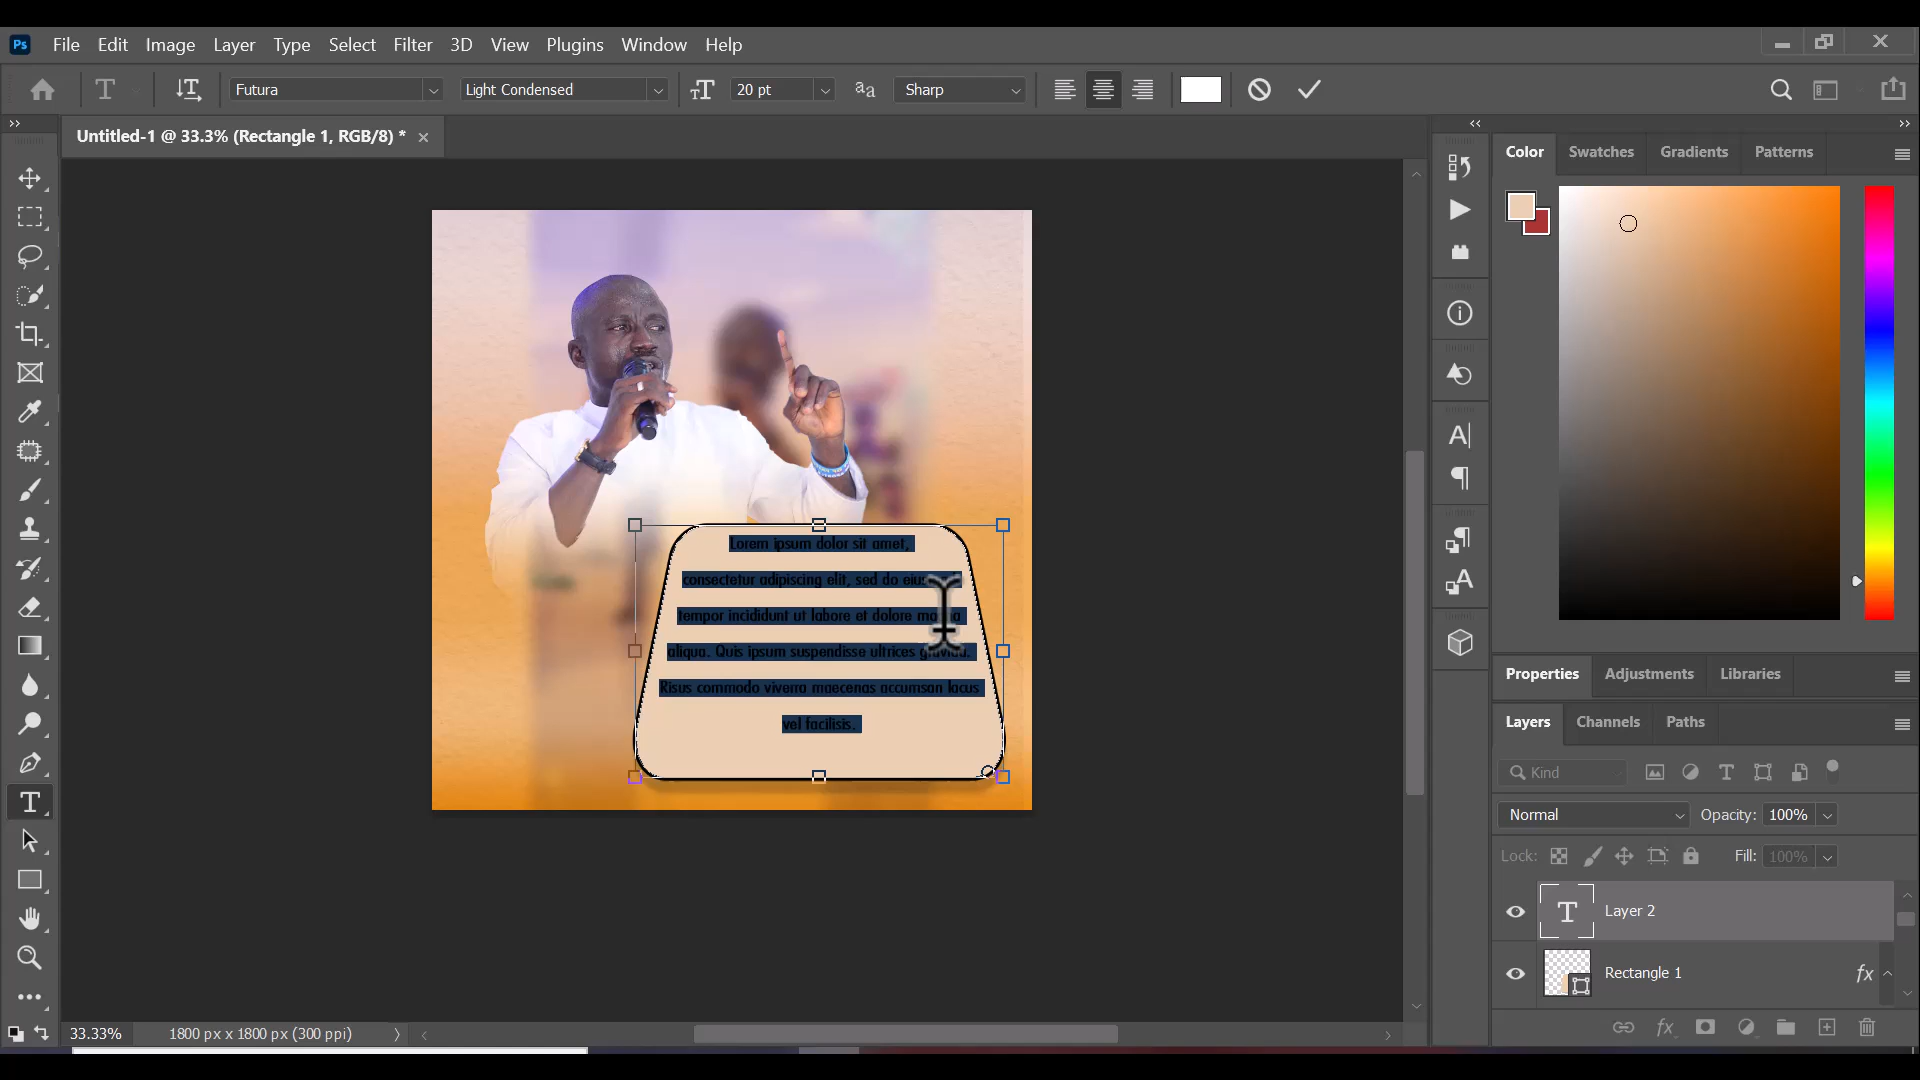 Ps File Edit Image Layer Type Select Filter 3D View Plugins Window Help
T Futura Light Condensed 20 pt aa Sharp
Untitled-1 @ 33.3% (Rectangle 1, RGB/8) *
Color Swatches Gradients Patterns
Lorem ipsum dolor sit amet,
consectetur adipiscing elit, sed do
tempor incididunt ut labore et dolore
aliqua. Quis ipsum suspendisse ultrices
Risus commodo viverra maecenas accumsan lacus
vel facilisis.
Properties Adjustments Libraries
Layers Channels Paths
Kind
Normal Opacity: 100%
Lock: Fill: 100%
T Layer 2
Rectangle 1 fx
33.33% 1800 px x 1800 px (300 ppi)
fx